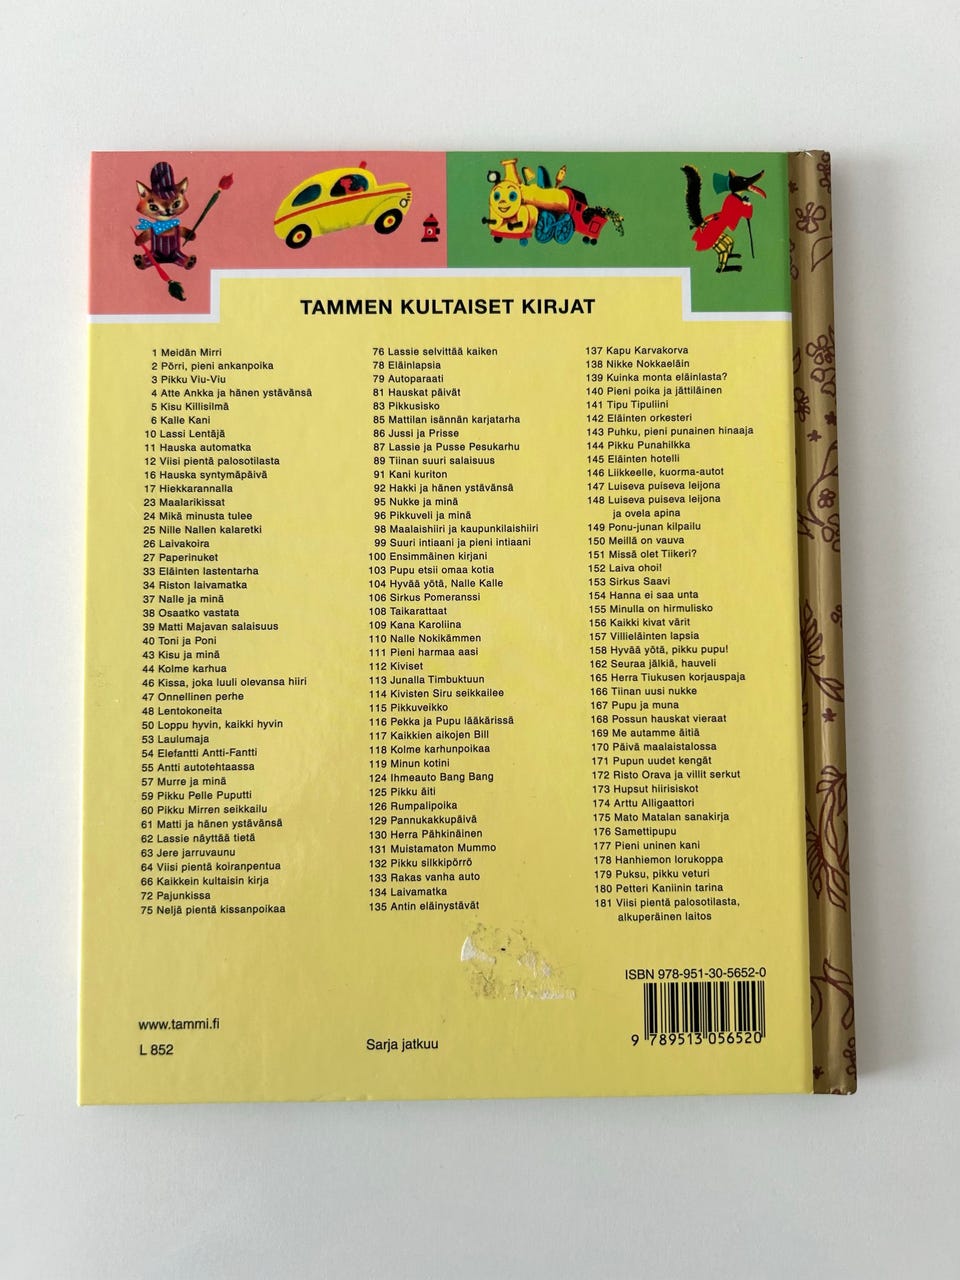 TAMMEN KULTAISET KIRJAT
1 Meidän Mirri
2 Pörri, pieni ankanpoika
3 Pikku Viu-Viu
4 Atte Ankka ja hänen ystävänsä
5 Kisu Killisilmä
6 Kalle Kani
10 Lassi Lentäjä
11 Hauska automatka
12 Viisi pientä palosotilasta
16 Hauska syntymäpäivä
17 Hiekkarannalla
23 Maalarikissat
24 Mikä minusta tulee
25 Nille Nallen kalaretki
26 Laivakoira
27 Paperinuket
33 Eläinten lastentarha
34 Riston laivamatka
37 Nalle ja minä
38 Osaatko vastata
39 Matti Majavan salaisuus
40 Toni ja Poni
43 Kisu ja minä
44 Kolme karhua
46 Kissa, joka luuli olevansa hiiri
47 Onnellinen perhe
48 Lentokoneita
50 Loppu hyvin, kaikki hyvin
53 Laulumaja
54 Elefantti Antti-Fantti
55 Antti autotehtaassa
57 Murre ja minä
59 Pikku Pelle Puputti
60 Pikku Mirren seikkailu
61 Matti ja hänen ystävänsä
62 Lassie näyttää tietä
63 Jere jarruvaunu
64 Viisi pientä koiranpentua
66 Kaikkein kultaisin kirja
72 Pajunkissa
75 Neljä pientä kissanpoikaa
76 Lassie selvittää kaiken
78 Eläinlapsia
79 Autoparaati
81 Hauskat päivät
83 Pikkusisko
85 Mattilan isännän karjatarha
86 Jussi ja Prisse
87 Lassie ja Pusse Pesukarhu
89 Tiinan suuri salaisuus
91 Kani kuriton
92 Hakki ja hänen ystävänsä
95 Nukke ja minä
96 Pikkuveli ja minä
98 Maalaishiiri ja kaupunkilaishiiri
99 Suuri intiaani ja pieni intiaani
100 Ensimmäinen kirjani
103 Pupu etsii omaa kotia
104 Hyvää yötä, Nalle Kalle
106 Sirkus Pomeranssi
108 Taikarattaat
109 Kana Karoliina
110 Nalle Nokikämmen
111 Pieni harmaa aasi
112 Kiviset
113 Junalla Timbuktuun
114 Kivisten Siru seikkailee
115 Pikkuveikko
116 Pekka ja Pupu lääkärissä
117 Kaikkien aikojen Bill
118 Kolme karhunpoikaa
119 Minun kotini
124 Ihmeauto Bang Bang
125 Pikku äiti
126 Rumpalipoika
129 Pannukakkupäivä
130 Herra Pähkinäinen
131 Muistamaton Mummo
132 Pikku silkkipörrö
133 Rakas vanha auto
134 Laivamatka
135 Antin eläinystävät
137 Kapu Karvakorva
138 Nikke Nokkaeläin
139 Kuinka monta eläinlasta?
140 Pieni poika ja jättiläinen
141 Tipu Tipuliini
142 Eläinten orkesteri
143 Puhku, pieni punainen hinaaja
144 Pikku Punahilkka
145 Eläinten hotelli
146 Liikkeelle, kuorma-autot
147 Luiseva puiseva leijona
148 Luiseva puiseva leijona
ja ovela apina
149 Ponu-junan kilpailu
150 Meillä on vauva
151 Missä olet Tiikeri?
152 Laiva ohoi!
153 Sirkus Saavi
154 Hanna ei saa unta
155 Minulla on hirmulisko
156 Kaikki kivat värit
157 Villieläinten lapsia
158 Hyvää yötä, pikku pupu!
162 Seuraa jälkiä, hauveli
165 Herra Tiukusen korjauspaja
166 Tiinan uusi nukke
167 Pupu ja muna
168 Possun hauskat vieraat
169 Me autamme äitiä
170 Päivä maalaistalossa
171 Pupun uudet kengät
172 Risto Orava ja villit serkut
173 Hupsut hiirisiskot
174 Arttu Alligaattori
175 Mato Matalan sanakirja
176 Samettipupu
177 Pieni uninen kani
178 Hanhiemon lorukoppa
179 Puksu, pikku veturi
180 Petteri Kaniinin tarina
181 Viisi pientä palosotilasta,
alkuperäinen laitos
ISBN 978-951-30-5652-0
9 789513 056520
www.tammi.fi
L 852
Sarja jatkuu